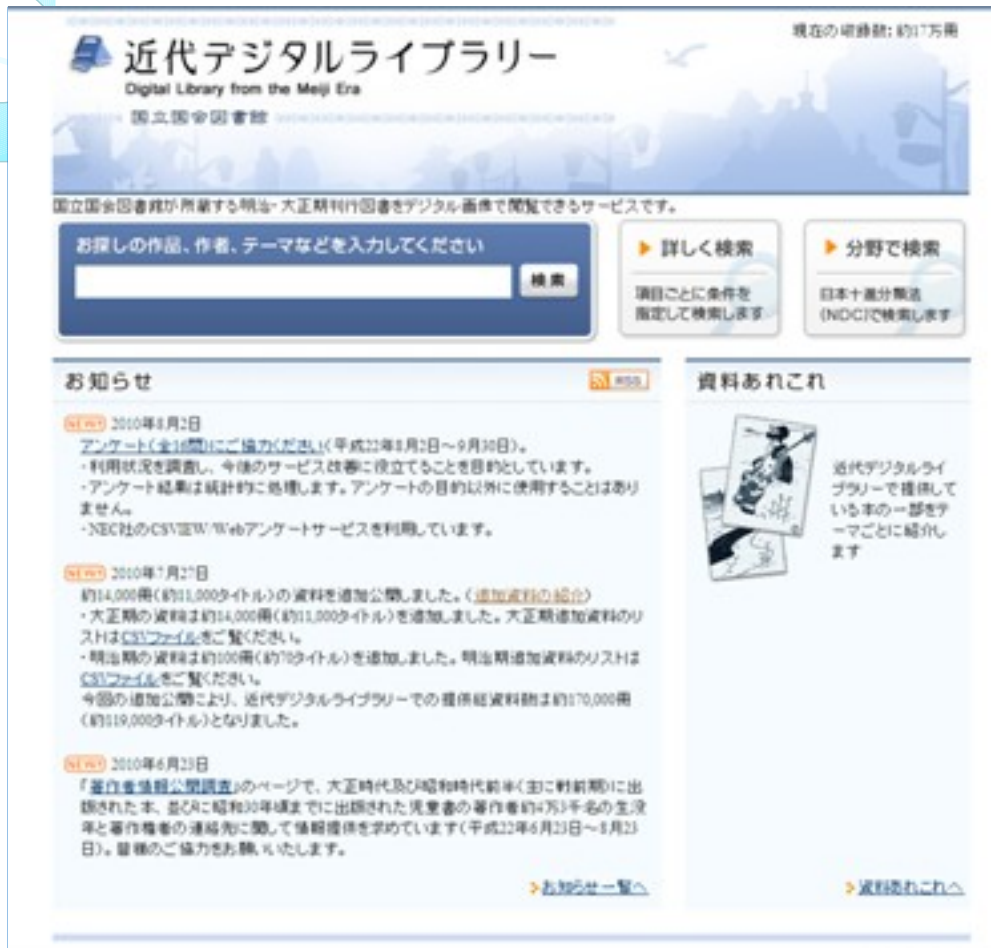 現在の収録数: 約17万冊
近代デジタルライブラリー
Digital Library from the Meiji Era
国立国会図書館
国立国会図書館が所蔵する明治・大正期刊行図書をデジタル画像で閲覧できるサービスです。
お探しの作品、作者、テーマなどを入力してください
検索
詳しく検索
項目ごとに条件を
指定して検索します
分野で検索
日本十進分類法
(NDC)で検索します
お知らせ
RSS
NEW!! 2010年8月2日
アンケート(全16問)にご協力ください(平成22年8月2日～9月30日)。
・利用状況を調査し、今後のサービス改善に役立てることを目的としています。
・アンケート結果は統計的に処理します。アンケートの目的以外に使用することはあり
ません。
・NEC社のCSVIEW/Webアンケートサービスを利用しています。
NEW!! 2010年7月27日
約14,000冊(約11,000タイトル)の資料を追加公開しました。(追加資料の紹介)
・大正期の資料は約14,000冊(約11,000タイトル)を追加しました。大正期追加資料のリ
ストはCSVファイルをご覧ください。
・明治期の資料は約100冊(約70タイトル)を追加しました。明治期追加資料のリストは
CSVファイルをご覧ください。
今回の追加公開により、近代デジタルライブラリーでの提供総資料数は約170,000冊
(約119,000タイトル)となりました。
NEW!! 2010年6月23日
「著作者情報公開調査」のページで、大正時代及び昭和時代前半(主に戦前期)に出
版された本、並びに昭和30年頃までに出版された児童書の著作者約4万3千名の生没
年と著作権者の連絡先に関して情報提供を求めています(平成22年6月23日～8月23
日)。皆様のご協力をお願いいたします。
お知らせ一覧へ
資料あれこれ
近代デジタルライ
ブラリーで提供して
いる本の一部をテ
ーマごとに紹介し
ます
資料あれこれへ